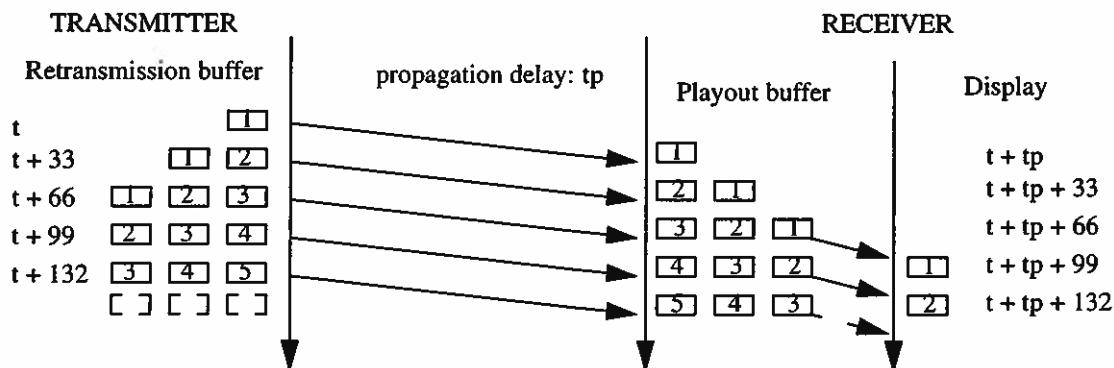 TRANSMITTER RECEIVER
Retransmission buffer propagation delay: tp Playout buffer Display
t 1 1 t + tp
t + 33 1 2 2 1 t + tp + 33
t + 66 1 2 3 3 2 1 t + tp + 66
t + 99 2 3 4 4 3 2 1 t + tp + 99
t + 132 3 4 5 5 4 3 2 t + tp + 132